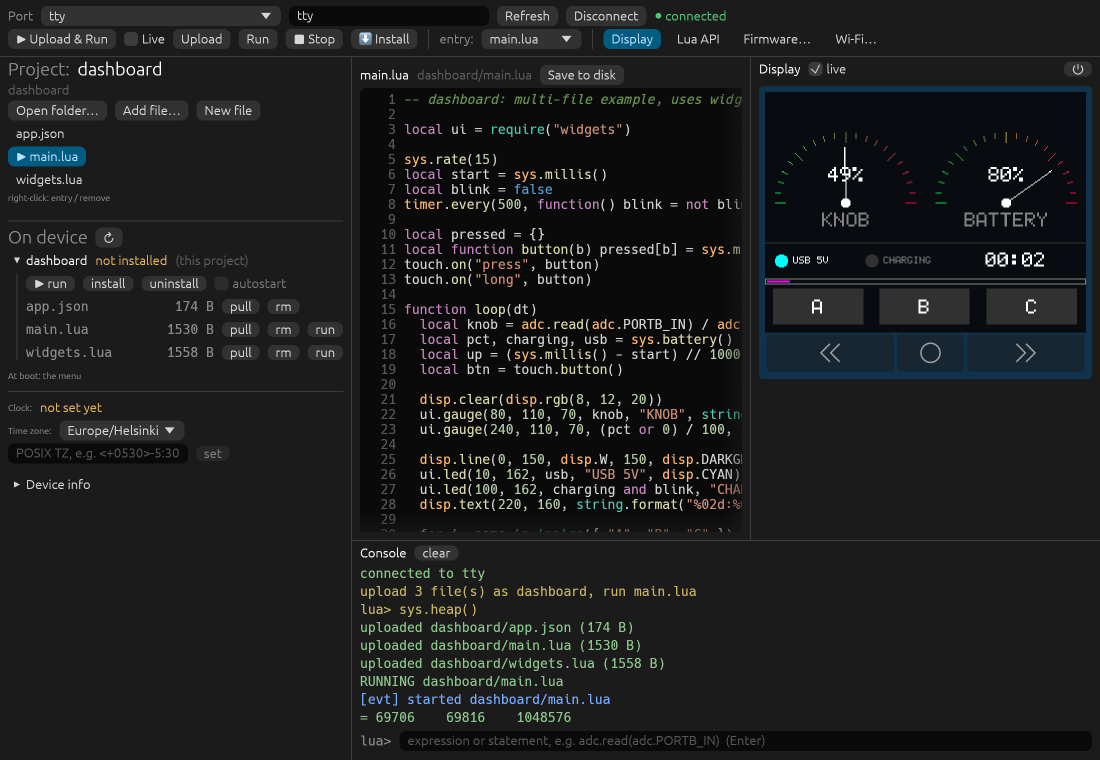 Port tty tty Refresh Disconnect connected
Upload & Run Live Upload Run Stop Install entry: main.lua Display Lua API Firmware... Wi-Fi...
Project: dashboard
dashboard
Open folder... Add file... New file
app.json
main.lua
widgets.lua
right-click: entry / remove
On device
dashboard not installed (this project)
run install uninstall autostart
app.json 174 B pull rm
main.lua 1530 B pull rm run
widgets.lua 1558 B pull rm run
At boot: the menu
Clock: not set yet
Time zone: Europe/Helsinki
POSIX TZ, e.g. <+0530>-5:30 set
Device info
main.lua dashboard/main.lua Save to disk
1 -- dashboard: multi-file example, uses widg
2
3 local ui = require("widgets")
4
5 sys.rate(15)
6 local start = sys.millis()
7 local blink = false
8 timer.every(500, function() blink = not bli
9
10 local pressed = {}
11 local function button(b) pressed[b] = sys.m
12 touch.on("press", button)
13 touch.on("long", button)
14
15 function loop(dt)
16 local knob = adc.read(adc.PORTB_IN) / adc
17 local pct, charging, usb = sys.battery()
18 local up = (sys.millis() - start) // 1000
19 local btn = touch.button()
20
21 disp.clear(disp.rgb(8, 12, 20))
22 ui.gauge(80, 110, 70, knob, "KNOB", strin
23 ui.gauge(240, 110, 70, (pct or 0) / 100,
24
25 disp.line(0, 150, disp.W, 150, disp.DARKG
26 ui.led(10, 162, usb, "USB 5V", disp.CYAN)
27 ui.led(100, 162, charging and blink, "CHA
28 disp.text(220, 160, string.format("%02d:%
29
Display live
49% 80%
KNOB BATTERY
USB 5V CHARGING 00:02
A B C
Console clear
connected to tty
upload 3 file(s) as dashboard, run main.lua
lua> sys.heap()
uploaded dashboard/app.json (174 B)
uploaded dashboard/main.lua (1530 B)
uploaded dashboard/widgets.lua (1558 B)
RUNNING dashboard/main.lua
[evt] started dashboard/main.lua
= 69706 69816 1048576
lua> expression or statement, e.g. adc.read(adc.PORTB_IN) (Enter)